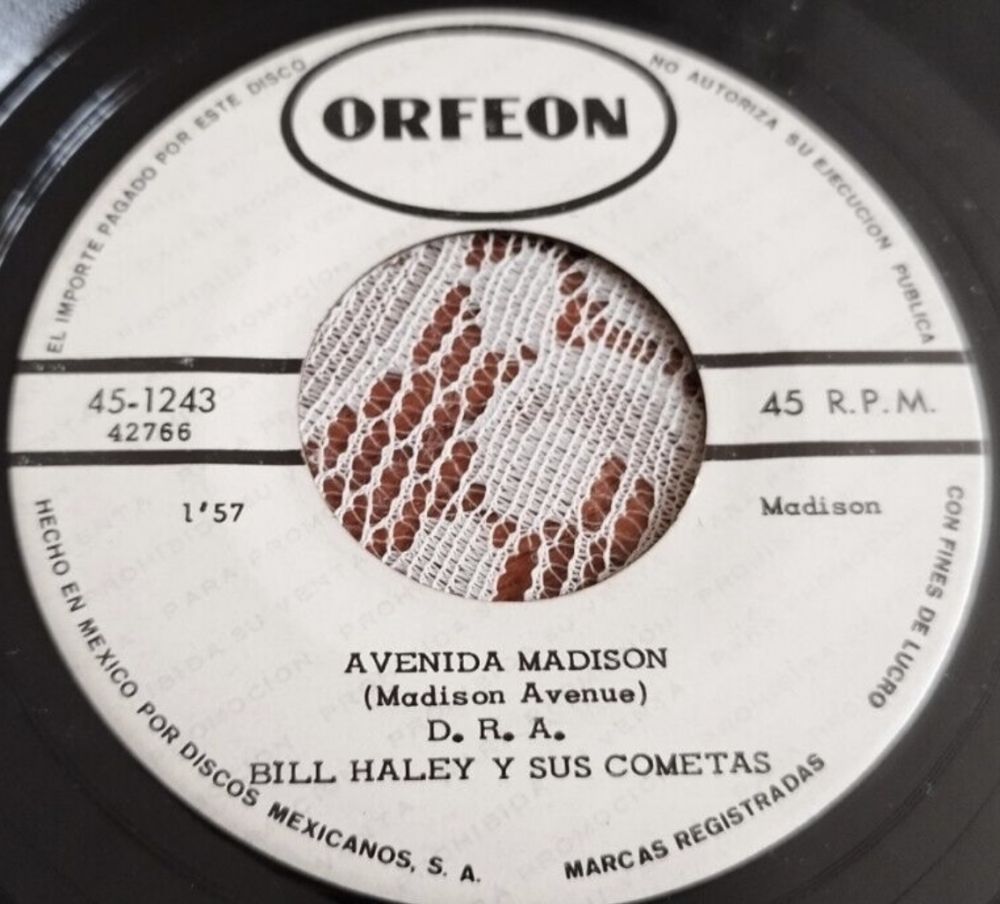 ORFEON
EL IMPORTE PAGADO POR ESTE DISCO
NO AUTORIZA SU EJECUCION PUBLICA
CON FINES DE LUCRO
45-1243
42766
45 R.P.M.
1'57
Madison
AVENIDA MADISON
(Madison Avenue)
D. R. A.
BILL HALEY Y SUS COMETAS
HECHO EN MEXICO POR DISCOS MEXICANOS, S. A.
MARCAS REGISTRADAS